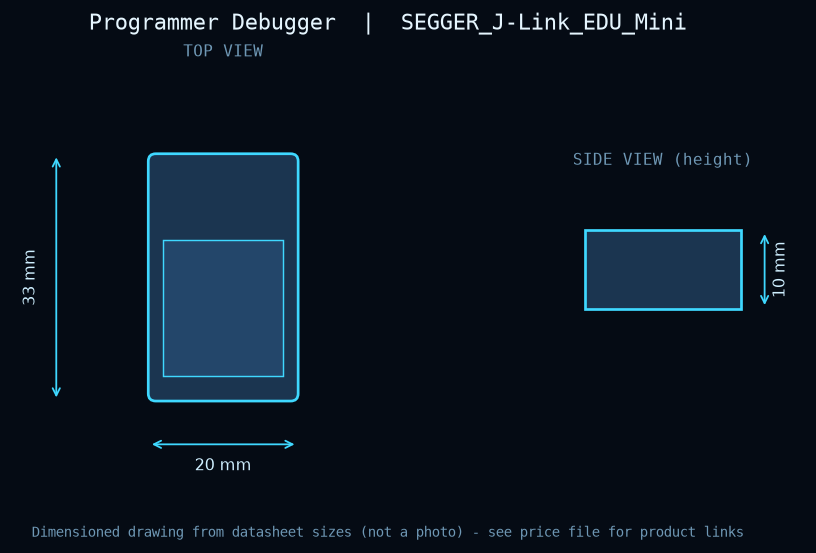 Programmer Debugger | SEGGER_J-Link_EDU_Mini
TOP VIEW
SIDE VIEW (height)
33 mm
10 mm
20 mm
Dimensioned drawing from datasheet sizes (not a photo) - see price file for product links